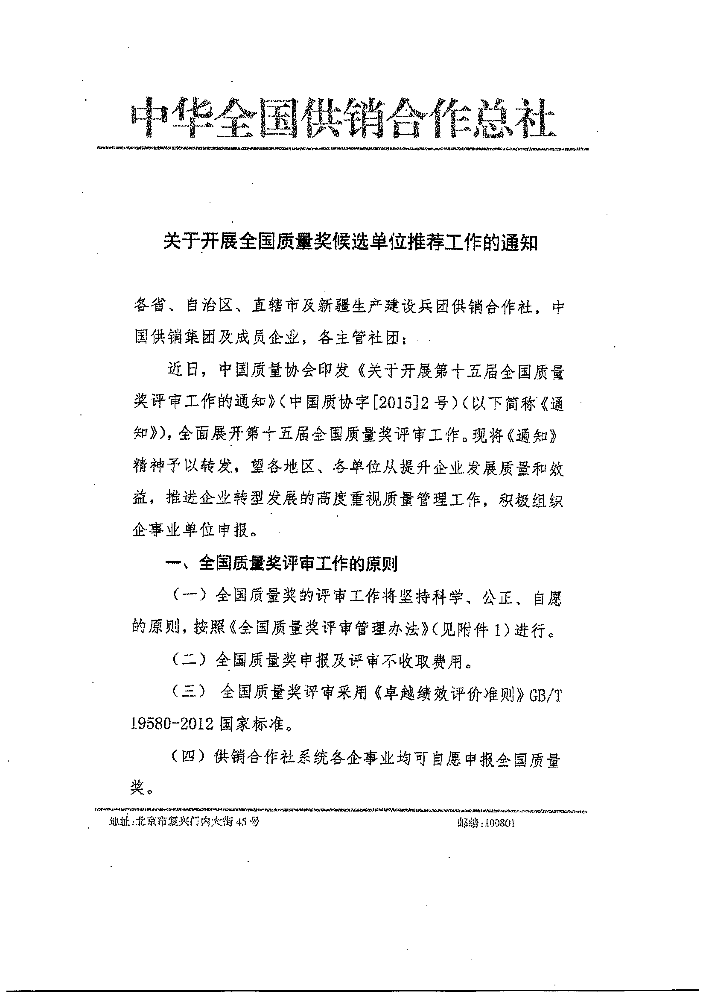 中华全国供销合作总社
关于开展全国质量奖候选单位推荐工作的通知
各省、自治区、直辖市及新疆生产建设兵团供销合作社，中
国供销集团及成员企业，各主管社团：
近日，中国质量协会印发《关于开展第十五届全国质量
奖评审工作的通知》（中国质协字[2015]2 号）（以下简称《通
知》），全面展开第十五届全国质量奖评审工作。现将《通知》
精神予以转发，望各地区、各单位从提升企业发展质量和效
益，推进企业转型发展的高度重视质量管理工作，积极组织
企事业单位申报。
一、全国质量奖评审工作的原则
（一）全国质量奖的评审工作将坚持科学、公正、自愿
的原则，按照《全国质量奖评审管理办法》（见附件 1）进行。
（二）全国质量奖申报及评审不收取费用。
（三） 全国质量奖评审采用《卓越绩效评价准则》GB/T
19580-2012 国家标准。
（四）供销合作社系统各企事业均可自愿申报全国质量
奖。
地址:北京市复兴门内大街 45 号 邮编:100801